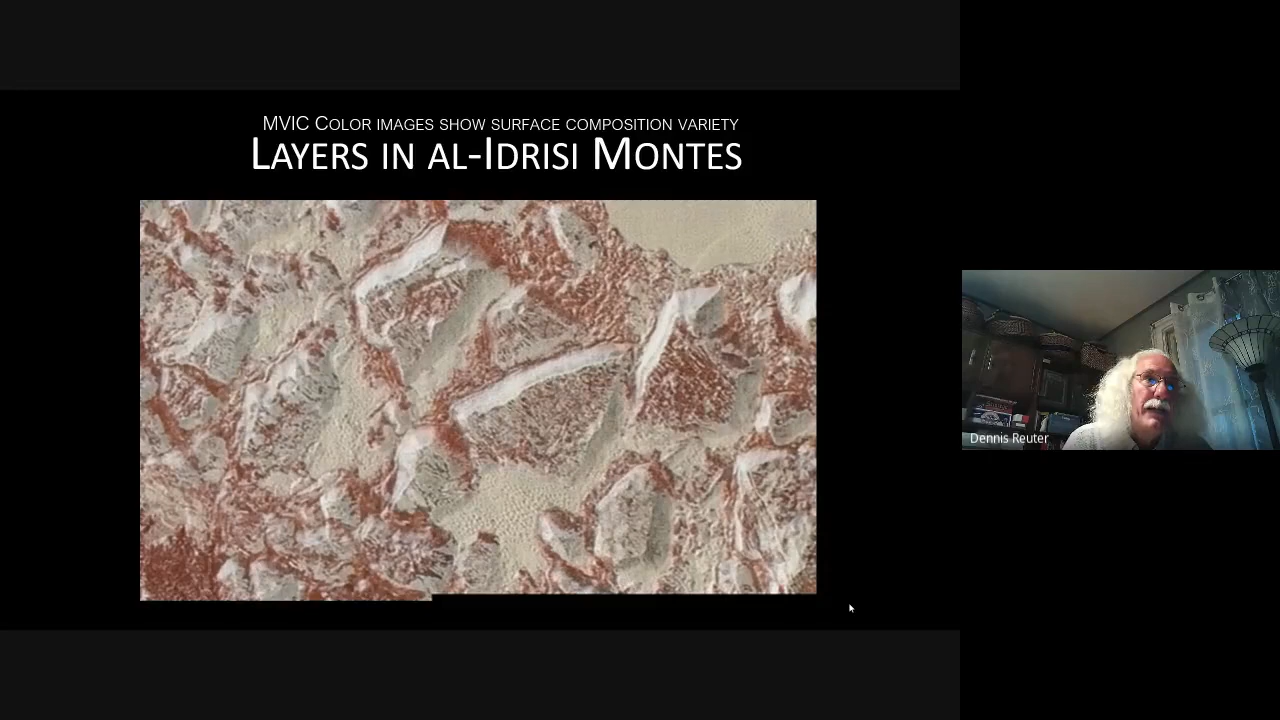 MVIC Color images show surface composition variety
Layers in al-Idrisi Montes
Dennis Reuter